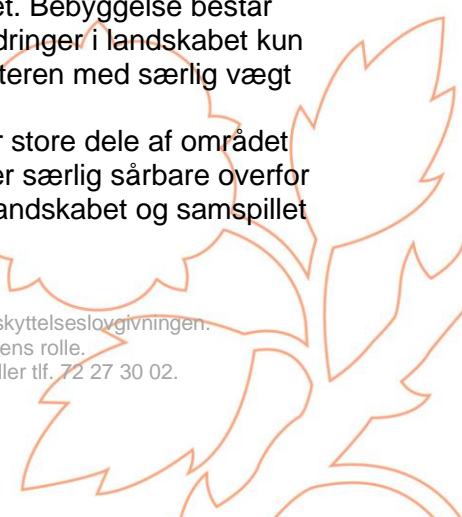 et. Bebyggelse består
dringer i landskabet kun
teren med særlig vægt
r store dele af området
er særlig sårbare overfor
andskabet og samspillet
skyttelseslovgivningen.
ens rolle.
ller tlf. 72 27 30 02.